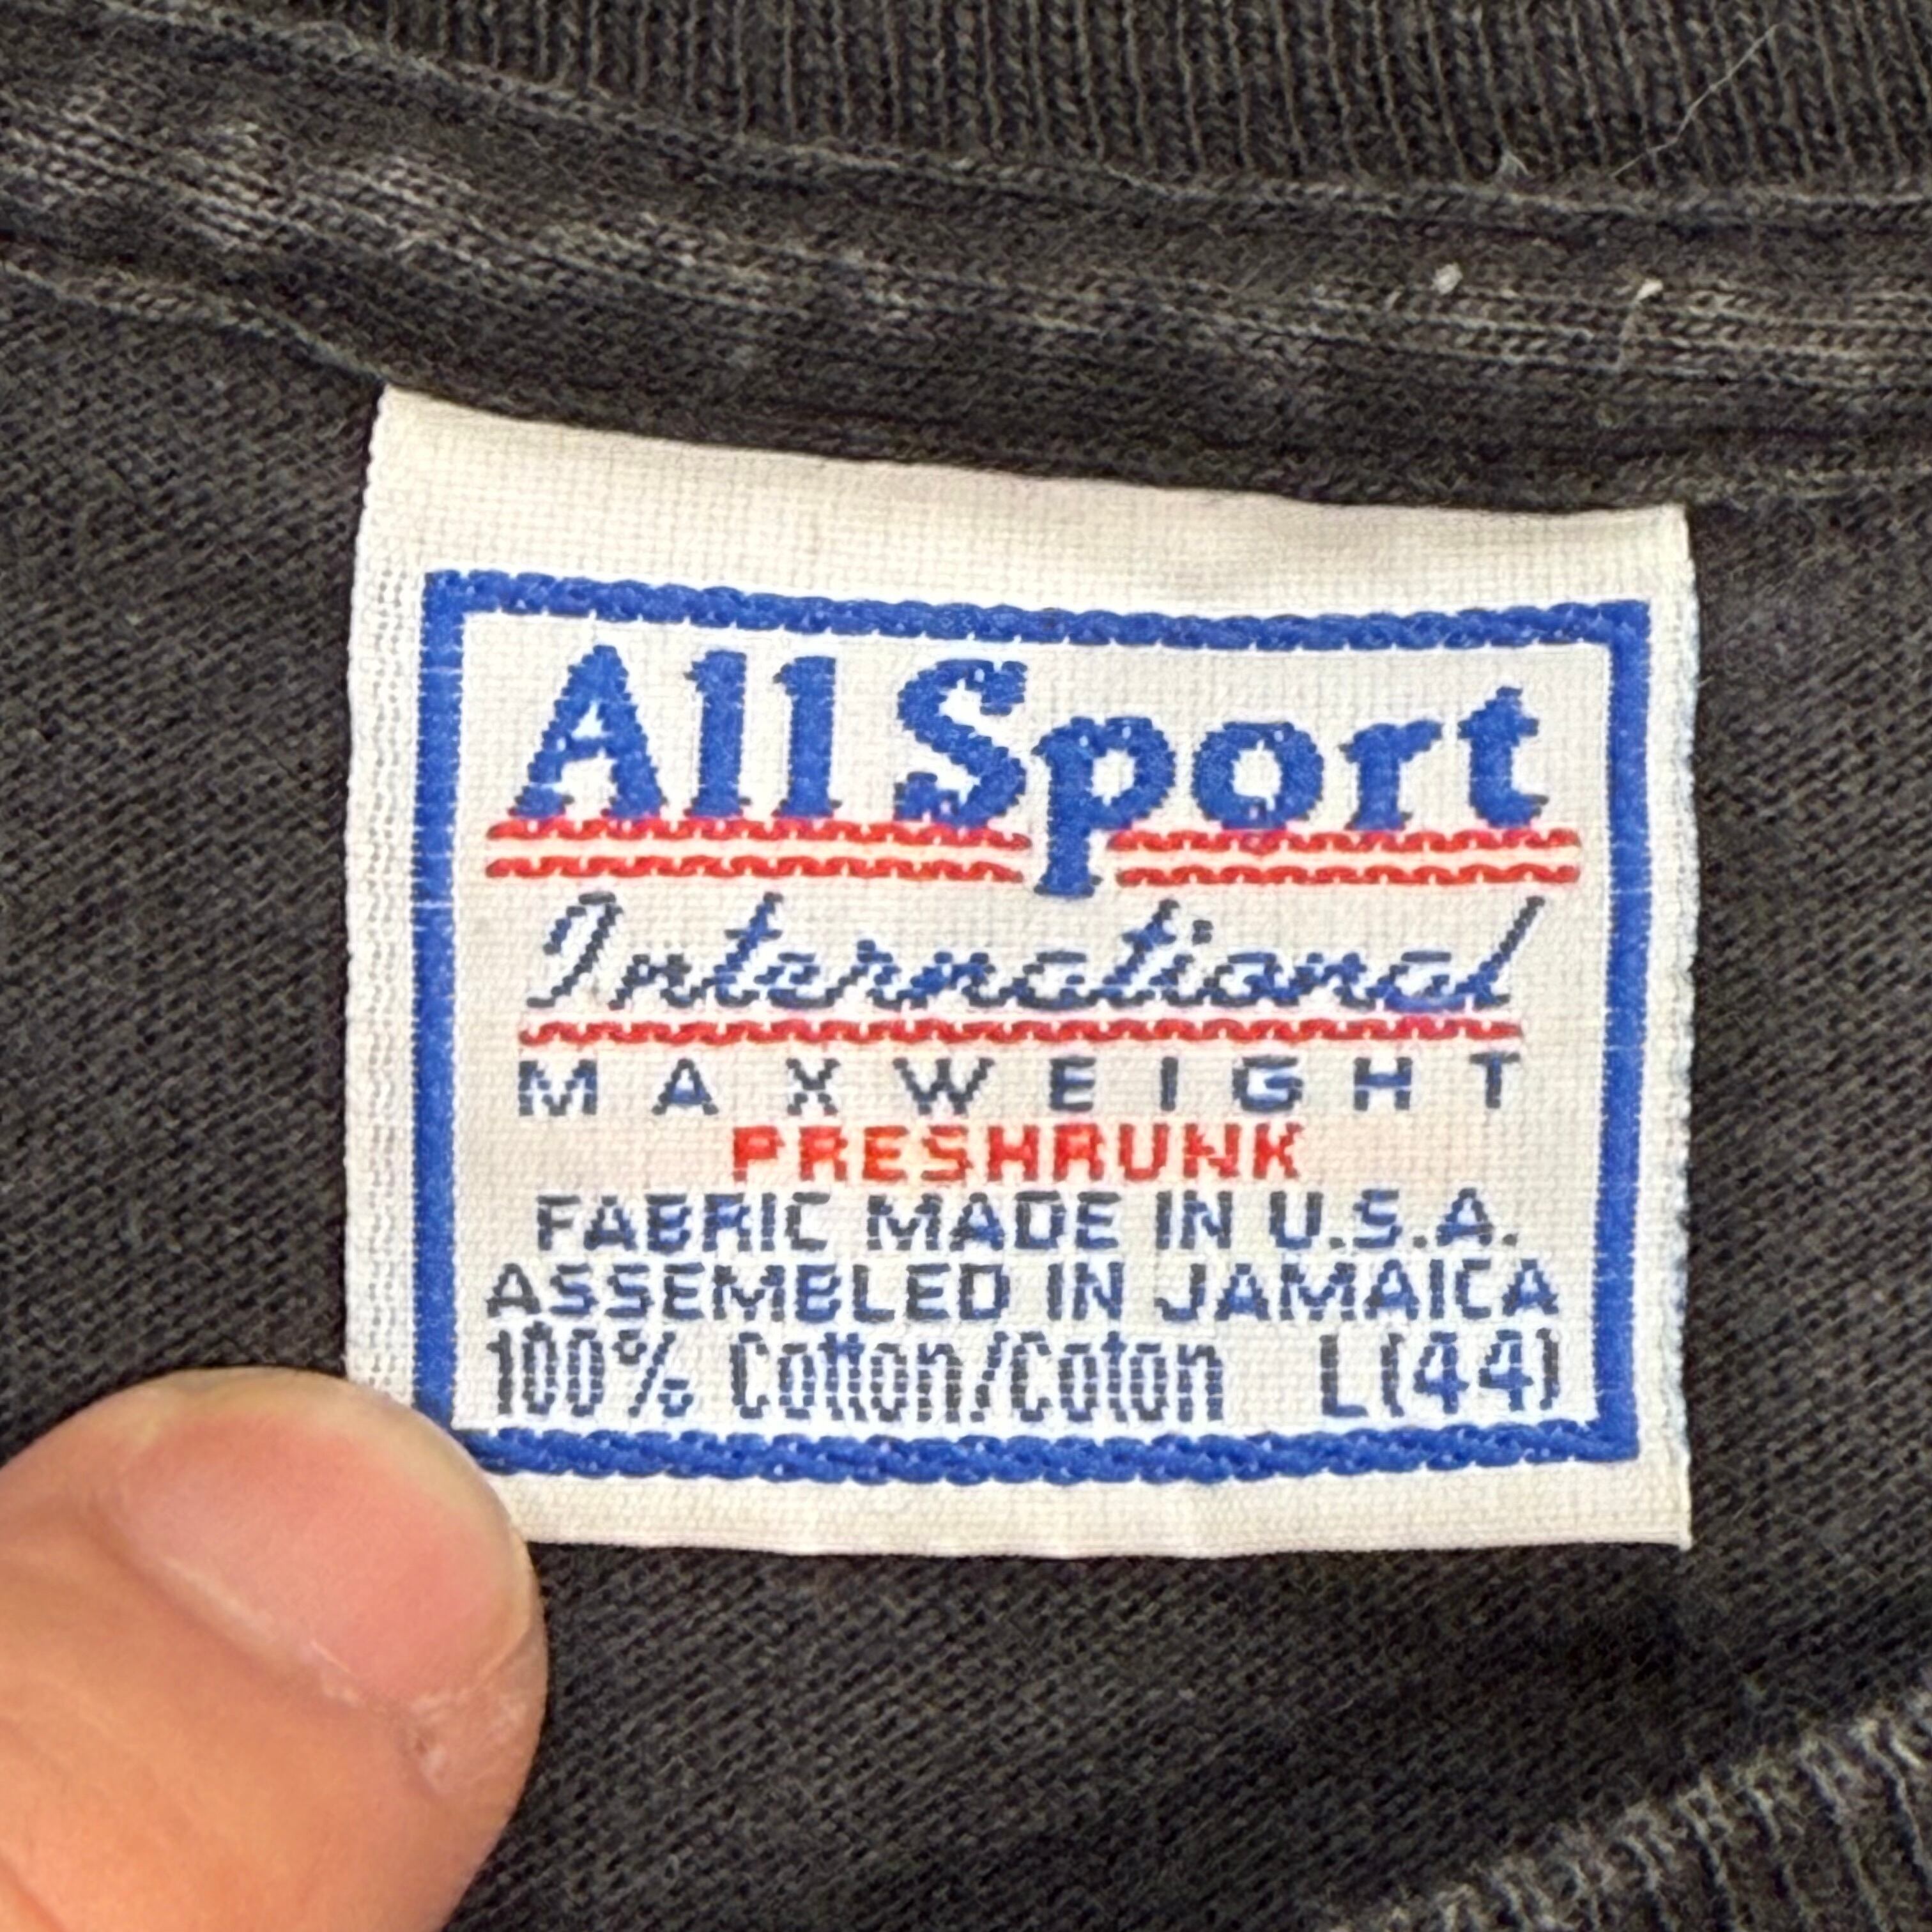 All Sport
International
MAXWEIGHT
PRESHRUNK
FABRIC MADE IN U.S.A.
ASSEMBLED IN JAMAICA
100% Cotton/Coton L(44)